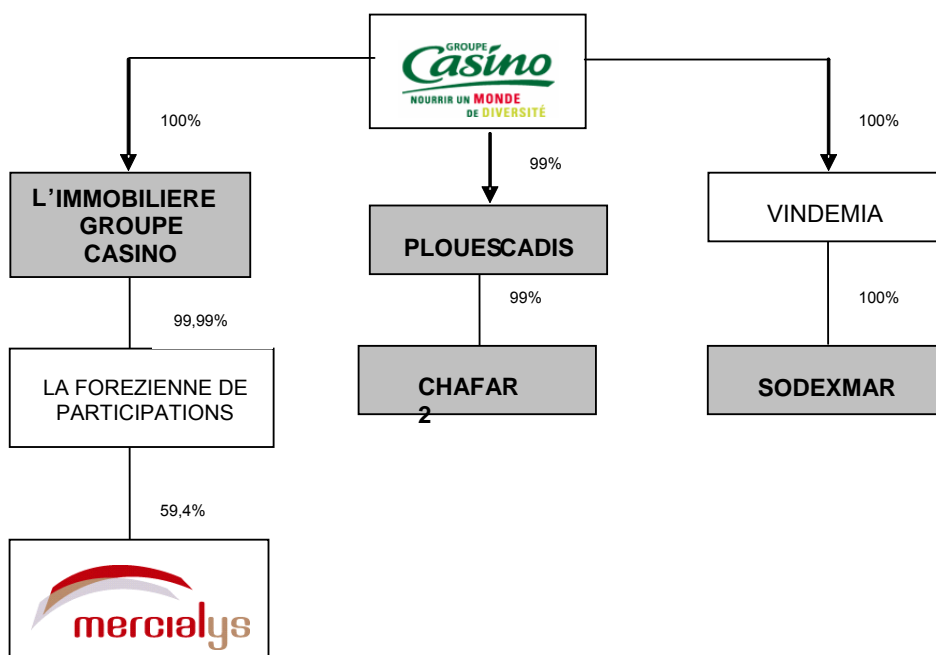 GROUPE
Casino
NOURRIR UN MONDE
DE DIVERSITÉ
100%
99%
100%
L'IMMOBILIERE
GROUPE
CASINO
PLOUESCADIS
VINDEMIA
99,99%
99%
100%
LA FOREZIENNE DE
PARTICIPATIONS
CHAFAR
2
SODEXMAR
59,4%
mercialys